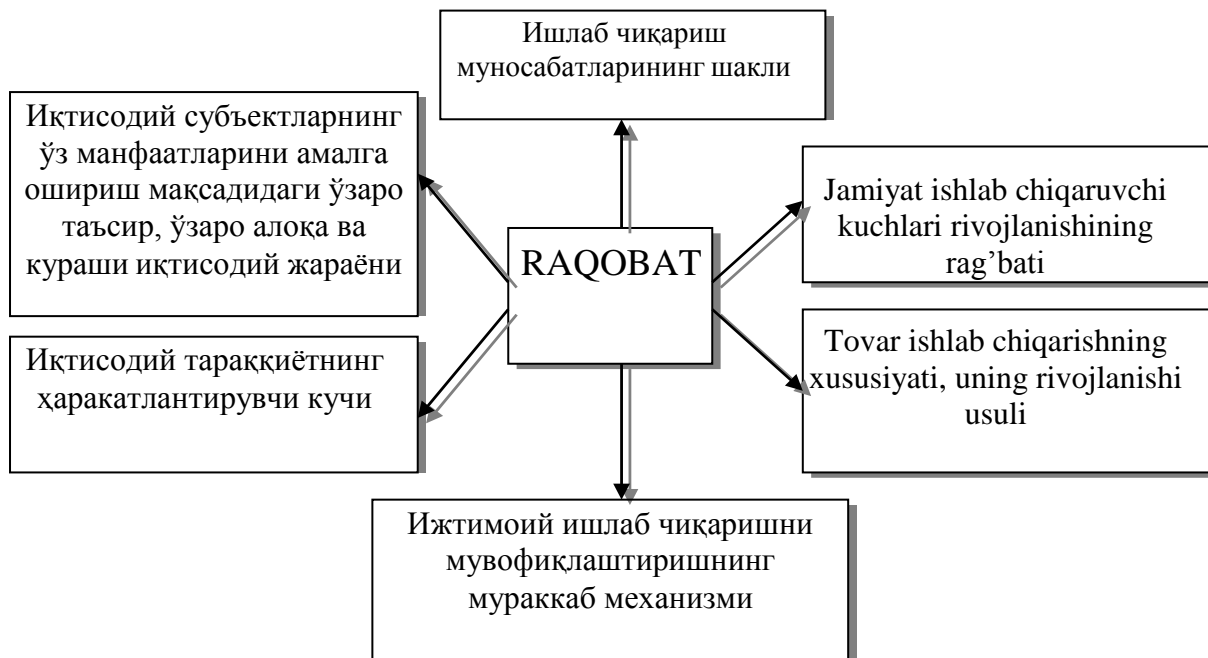 Ишлаб чиқариш
муносабатларининг шакли
Иқтисодий субъектларнинг
ўз манфаатларини амалга
ошириш мақсадидаги ўзаро
таъсир, ўзаро алоқа ва
кураши иқтисодий жараёни
Jamiyat ishlab chiqaruvchi
kuchlari rivojlanishining
rag’bati
RAQOBAT
Иқтисодий тараққиётнинг
ҳаракатлантирувчи кучи
Tovar ishlab chiqarishning
xususiyati, uning rivojlanishi
usuli
Ижтимоий ишлаб чиқаришни
мувофиқлаштиришнинг
мураккаб механизми